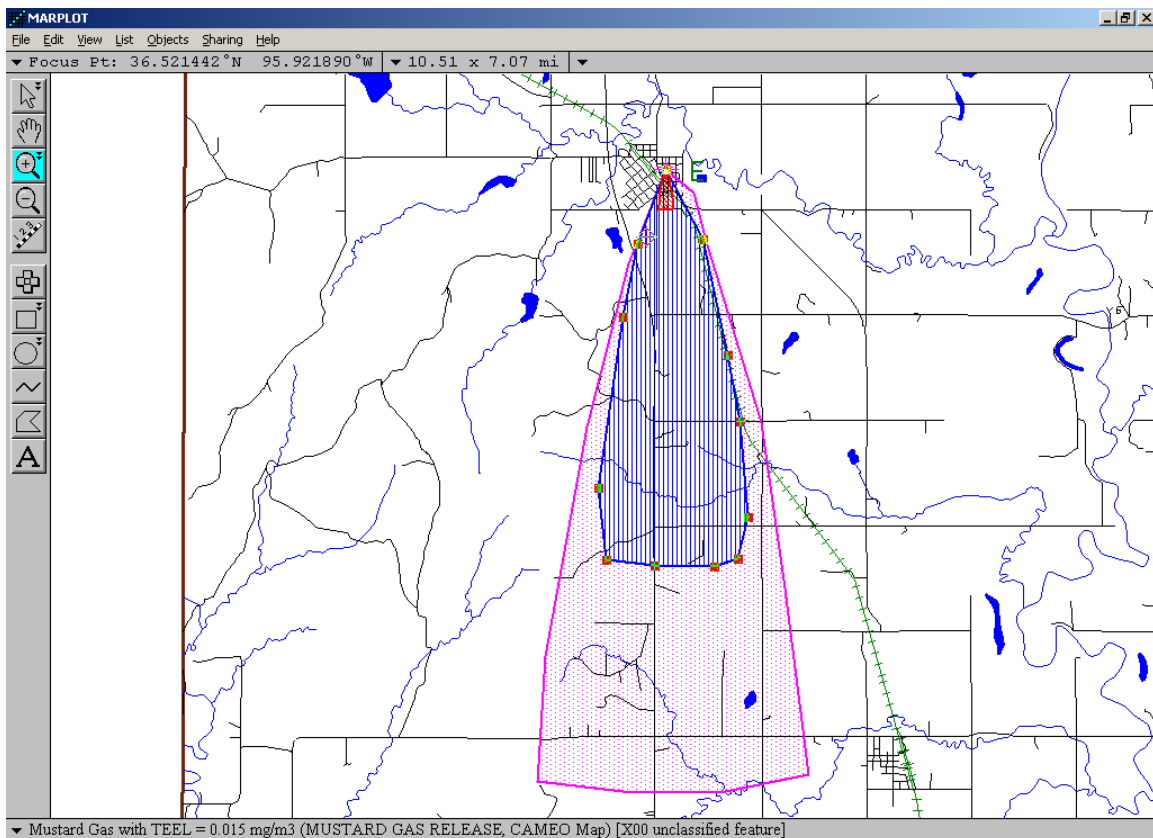 MARPLOT
File Edit View List Objects Sharing Help
Focus Pt: 36.521442°N 95.921890°W 10.51 x 7.07 mi
E
A
Mustard Gas with TEEL = 0.015 mg/m3 (MUSTARD GAS RELEASE, CAMEO Map) [X00 unclassified feature]